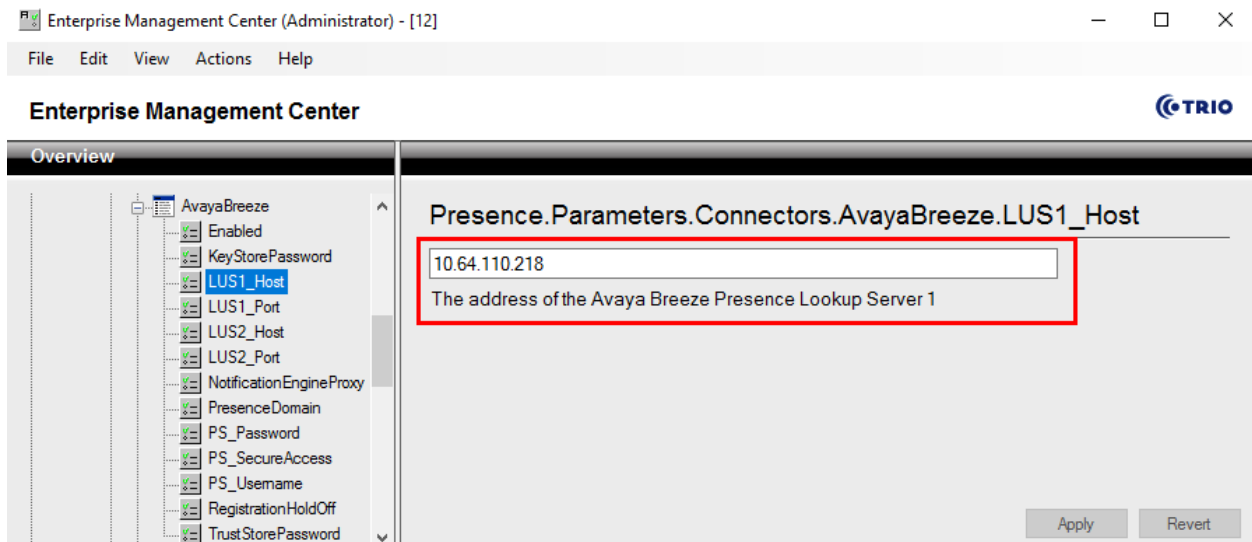 Enterprise Management Center (Administrator) - [12]
File Edit View Actions Help
Enterprise Management Center
TRIO
Overview
AvayaBreeze
Enabled
KeyStorePassword
LUS1_Host
LUS1_Port
LUS2_Host
LUS2_Port
NotificationEngineProxy
PresenceDomain
PS_Password
PS_SecureAccess
PS_Username
RegistrationHoldOff
TrustStorePassword
Presence.Parameters.Connectors.AvayaBreeze.LUS1_Host
10.64.110.218
The address of the Avaya Breeze Presence Lookup Server 1
Apply Revert